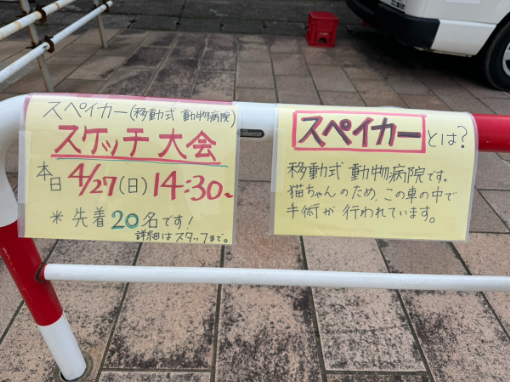 スペイカー(移動式 動物病院)
スケッチ大会
本日 4/27(日) 14:30~
* 先着20名です!
詳細はスタッフまで。
スペイカーとは?
移動式 動物病院です。
猫ちゃんのため、この車の中で
手術が 行われています。